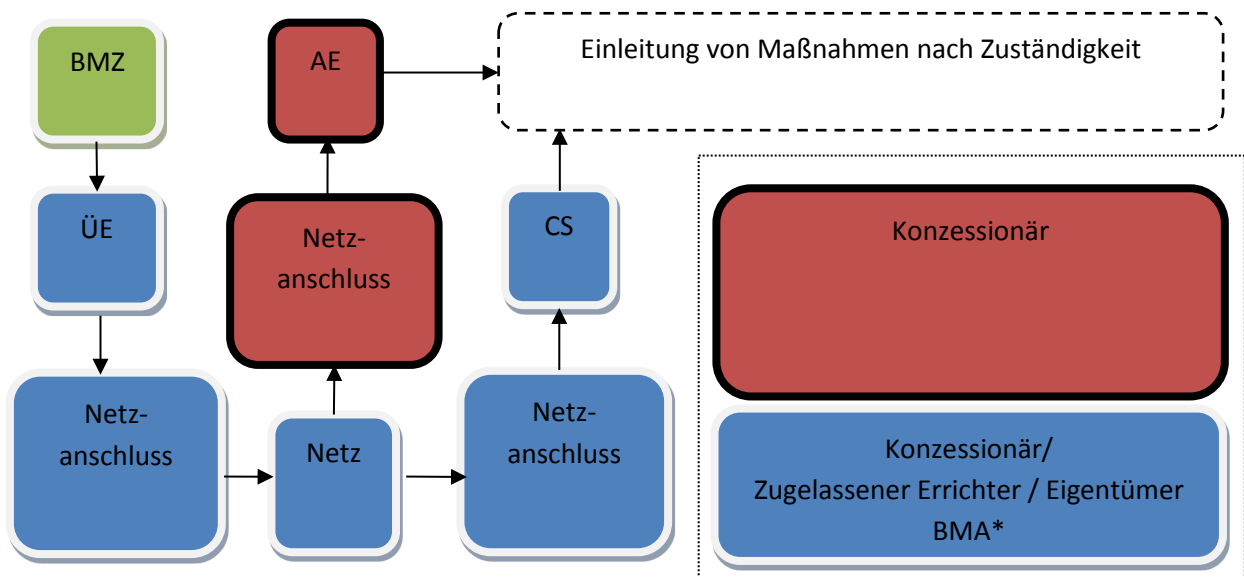 BMZ
AE
Einleitung von Maßnahmen nach Zuständigkeit
ÜE
Netz-
anschluss
CS
Konzessionär
Netz-
anschluss
Netz
Netz-
anschluss
Konzessionär/
Zugelassener Errichter / Eigentümer
BMA*